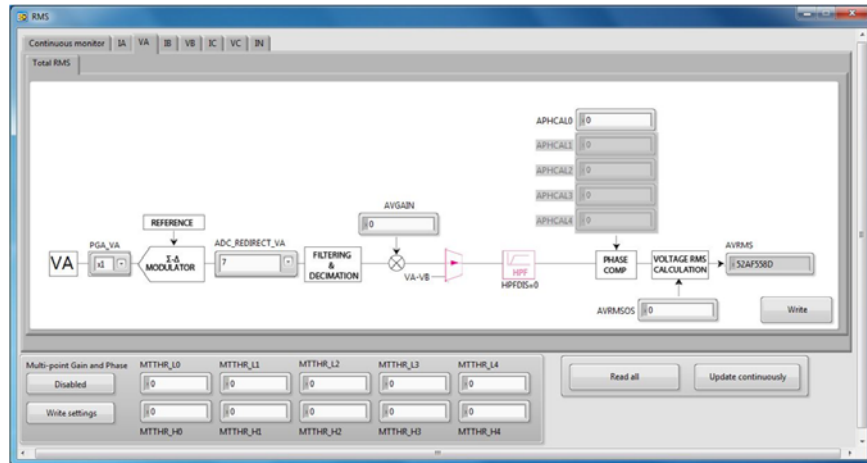 RMS
Continuous monitor IA VA IB VB IC VC IN
Total RMS
APHCAL0 x 0
APHCAL1 x 0
APHCAL2 x 0
APHCAL3 x 0
APHCAL4 x 0
AVGAIN
x 0
REFERENCE
PGA_VA
ADC_REDIRECT_VA
VA
x1
Σ-Δ
MODULATOR
7
FILTERING
&
DECIMATION
VA-VB
HPF
HPFDIS=0
PHASE
COMP
VOLTAGE RMS
CALCULATION
AVRMS
x 52AF558D
AVRMSOS x 0
Write
Multi-point Gain and Phase
Disabled
Write settings
MTTHR_L0 MTTHR_L1 MTTHR_L2 MTTHR_L3 MTTHR_L4
x 0 x 0 x 0 x 0 x 0
x 0 x 0 x 0 x 0 x 0
MTTHR_H0 MTTHR_H1 MTTHR_H2 MTTHR_H3 MTTHR_H4
Read all
Update continuously